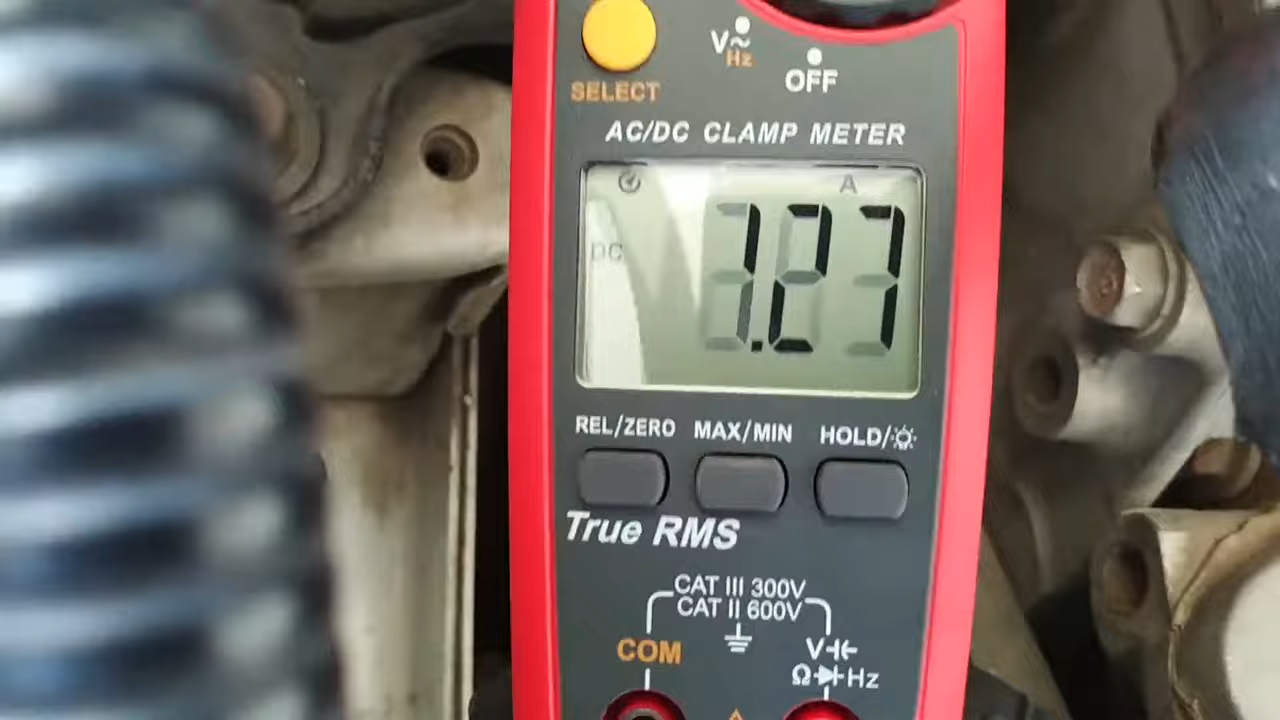 SELECT
V~
Hz
OFF
AC/DC CLAMP METER
A
DC
1.27
REL/ZERO MAX/MIN HOLD/
True RMS
CAT III 300V
CAT II 600V
COM
V
Ω Hz